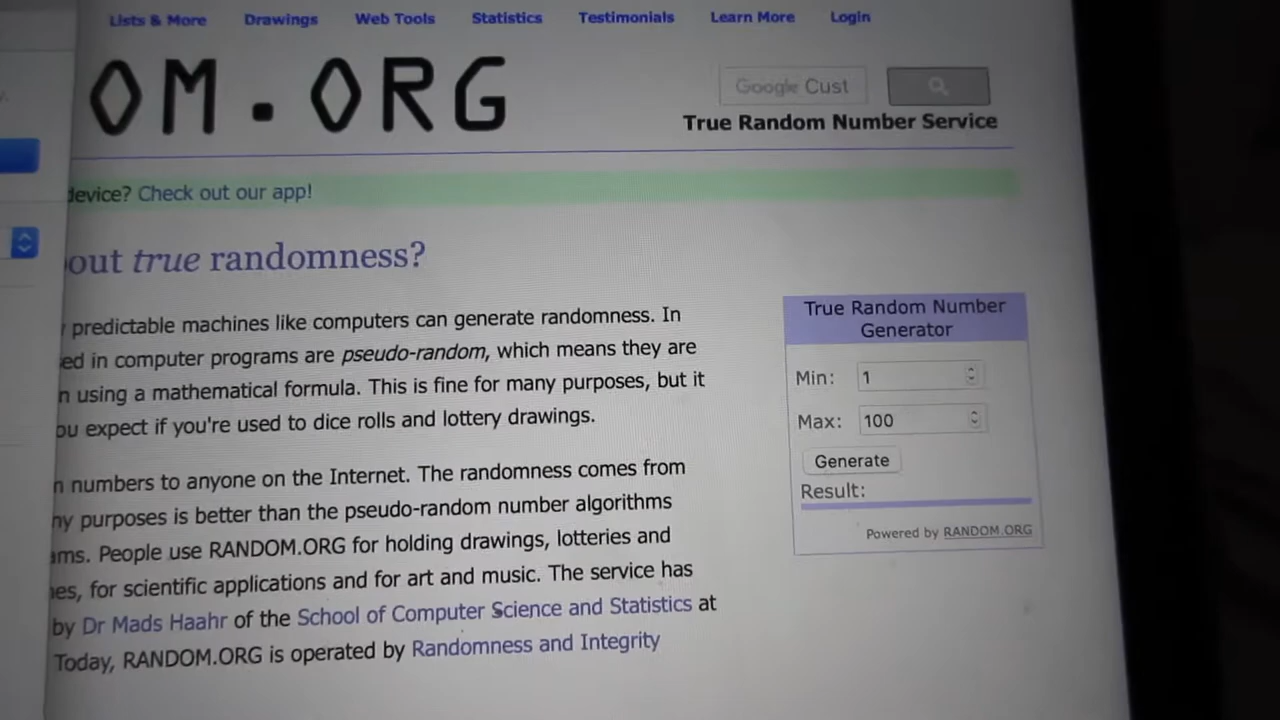 Lists & More Drawings Web Tools Statistics Testimonials Learn More Login
OM.ORG
Google Cust
True Random Number Service
device? Check out our app!
out true randomness?
predictable machines like computers can generate randomness. In
ed in computer programs are pseudo-random, which means they are
n using a mathematical formula. This is fine for many purposes, but it
ou expect if you're used to dice rolls and lottery drawings.
n numbers to anyone on the Internet. The randomness comes from
ny purposes is better than the pseudo-random number algorithms
ams. People use RANDOM.ORG for holding drawings, lotteries and
es, for scientific applications and for art and music. The service has
by Dr Mads Haahr of the School of Computer Science and Statistics at
Today, RANDOM.ORG is operated by Randomness and Integrity
True Random Number
Generator
Min: 1
Max: 100
Generate
Result:
Powered by RANDOM.ORG